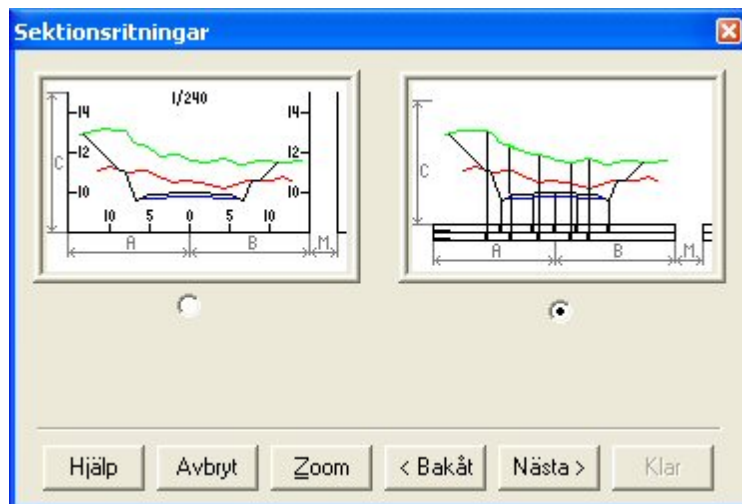 Sektionsritningar
1/240
14 14
12 12
10 10
C
10 5 0 5 10
A B M
C
A B M
Hjälp Avbryt Zoom < Bakåt Nästa > Klar